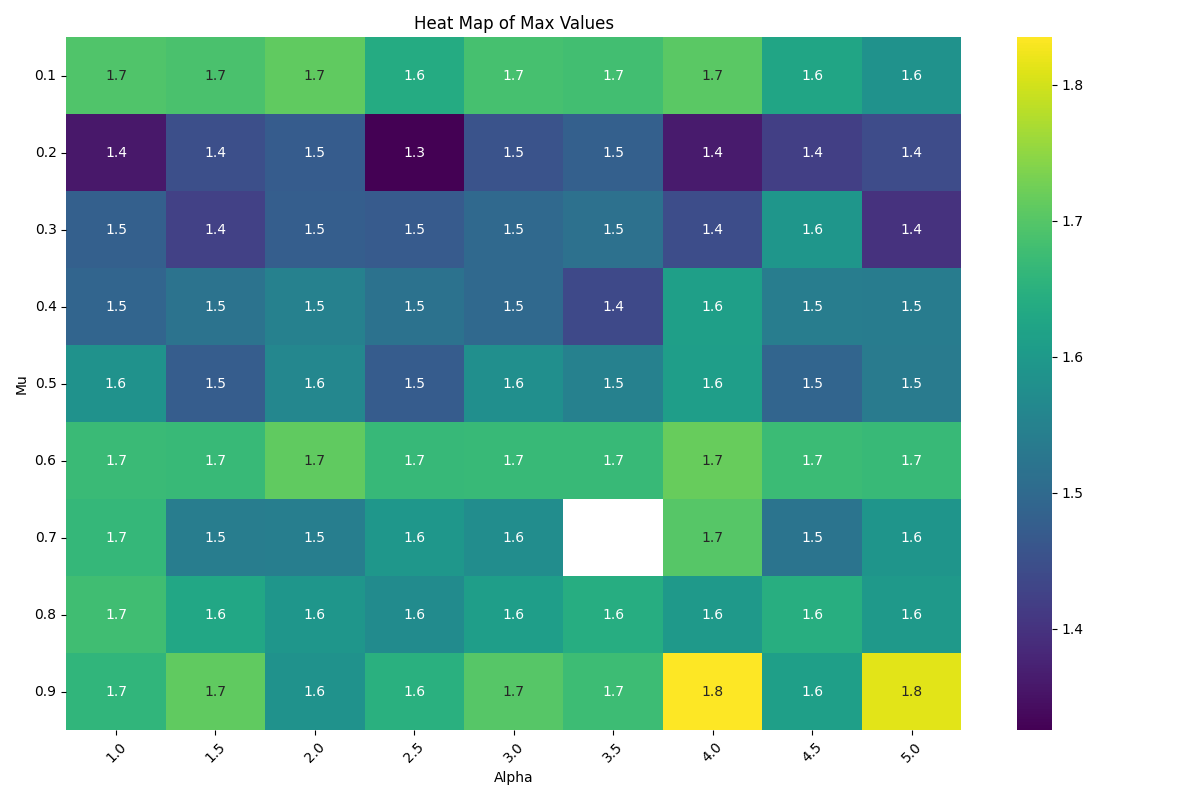 Heat Map of Max Values
0.1 1.7 1.7 1.7 1.6 1.7 1.7 1.7 1.6 1.6
0.2 1.4 1.4 1.5 1.3 1.5 1.5 1.4 1.4 1.4
0.3 1.5 1.4 1.5 1.5 1.5 1.5 1.4 1.6 1.4
0.4 1.5 1.5 1.5 1.5 1.5 1.4 1.6 1.5 1.5
0.5 1.6 1.5 1.6 1.5 1.6 1.5 1.6 1.5 1.5
0.6 1.7 1.7 1.7 1.7 1.7 1.7 1.7 1.7 1.7
0.7 1.7 1.5 1.5 1.6 1.6 1.7 1.5 1.6
0.8 1.7 1.6 1.6 1.6 1.6 1.6 1.6 1.6 1.6
0.9 1.7 1.7 1.6 1.6 1.7 1.7 1.8 1.6 1.8
Mu
1.0 1.5 2.0 2.5 3.0 3.5 4.0 4.5 5.0
Alpha
1.8
1.7
1.6
1.5
1.4